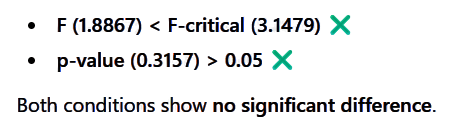 • F (1.8867) < F-critical (3.1479) ❌
• p-value (0.3157) > 0.05 ❌
Both conditions show no significant difference.